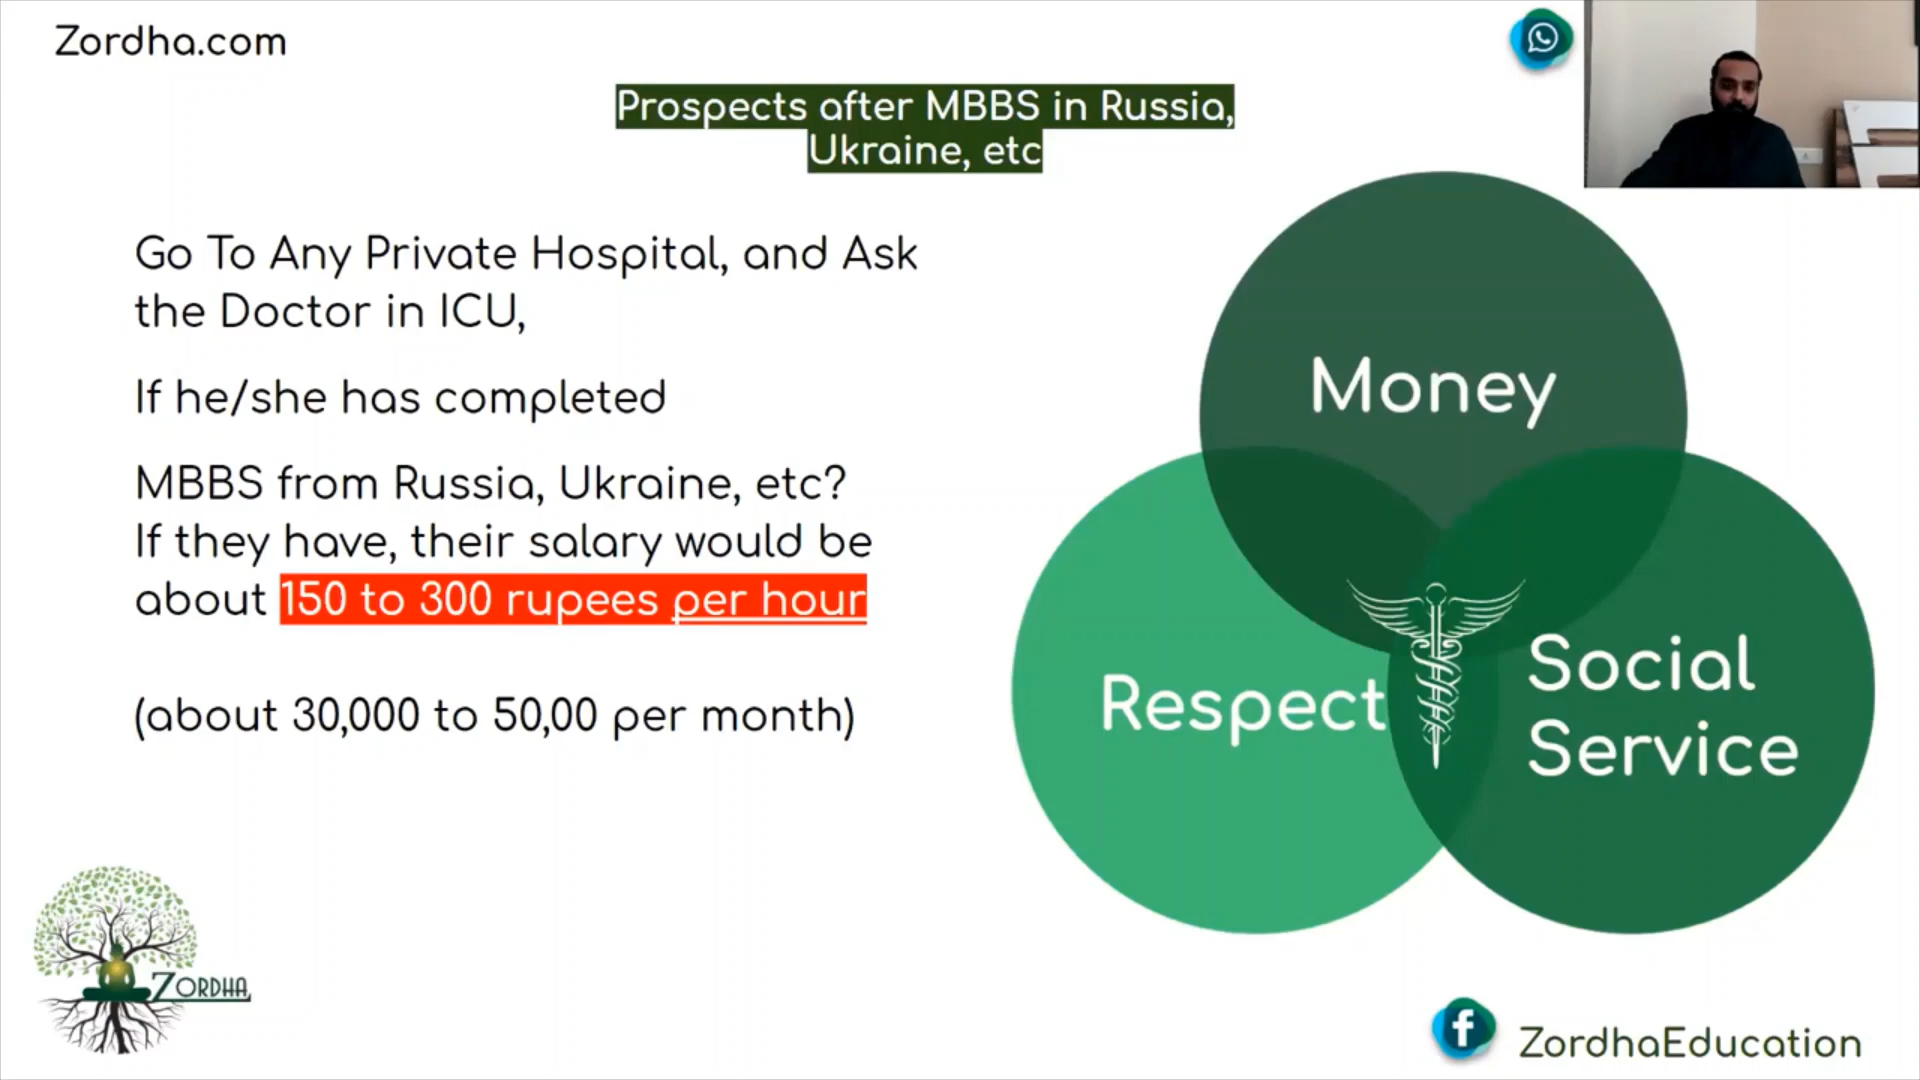 Zordha.com
Prospects after MBBS in Russia,
Ukraine, etc
Go To Any Private Hospital, and Ask
the Doctor in ICU,
If he/she has completed
MBBS from Russia, Ukraine, etc?
If they have, their salary would be
about 150 to 300 rupees per hour
(about 30,000 to 50,00 per month)
Money
Respect
Social
Service
ZORDHA
ZordhaEducation